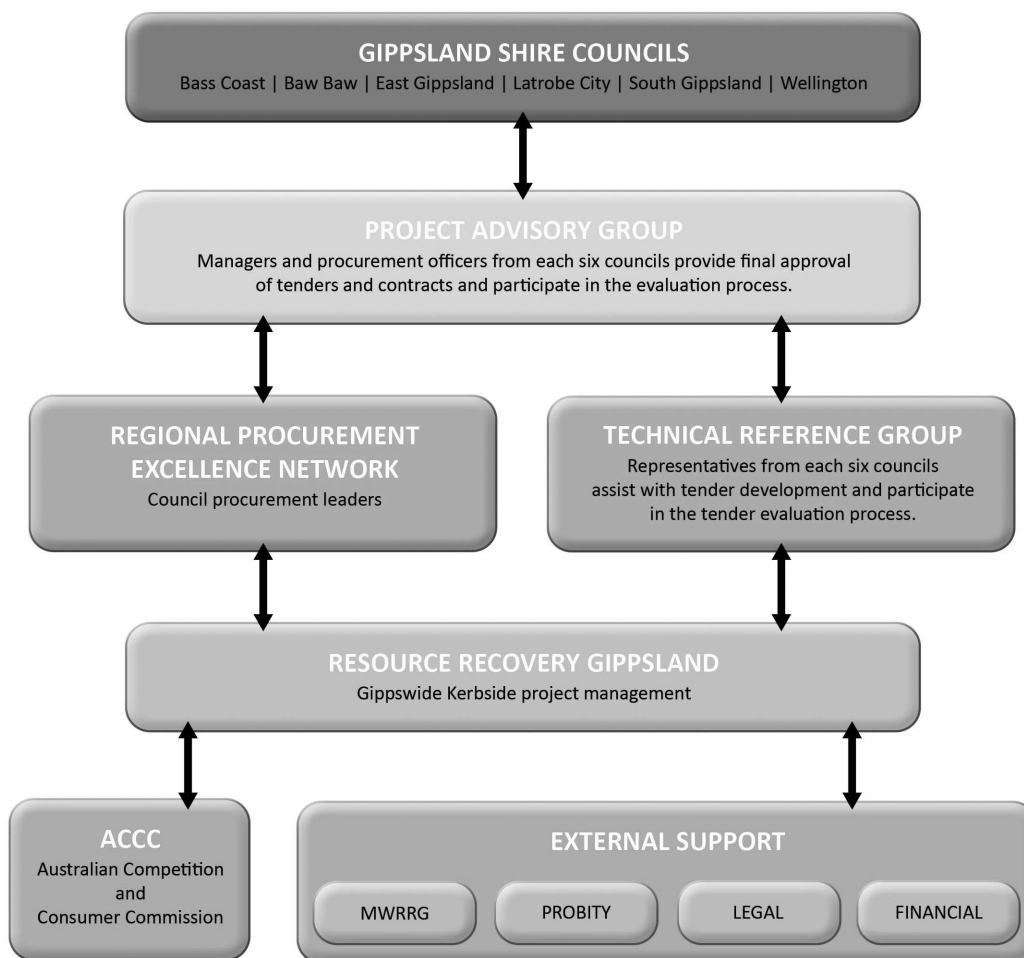 GIPPSLAND SHIRE COUNCILS
Bass Coast | Baw Baw | East Gippsland | Latrobe City | South Gippsland | Wellington
PROJECT ADVISORY GROUP
Managers and procurement officers from each six councils provide final approval
of tenders and contracts and participate in the evaluation process.
REGIONAL PROCUREMENT
EXCELLENCE NETWORK
Council procurement leaders
TECHNICAL REFERENCE GROUP
Representatives from each six councils
assist with tender development and participate
in the tender evaluation process.
RESOURCE RECOVERY GIPPSLAND
Gippswide Kerbside project management
ACCC
Australian Competition
and
Consumer Commission
EXTERNAL SUPPORT
MWRRG
PROBITY
LEGAL
FINANCIAL